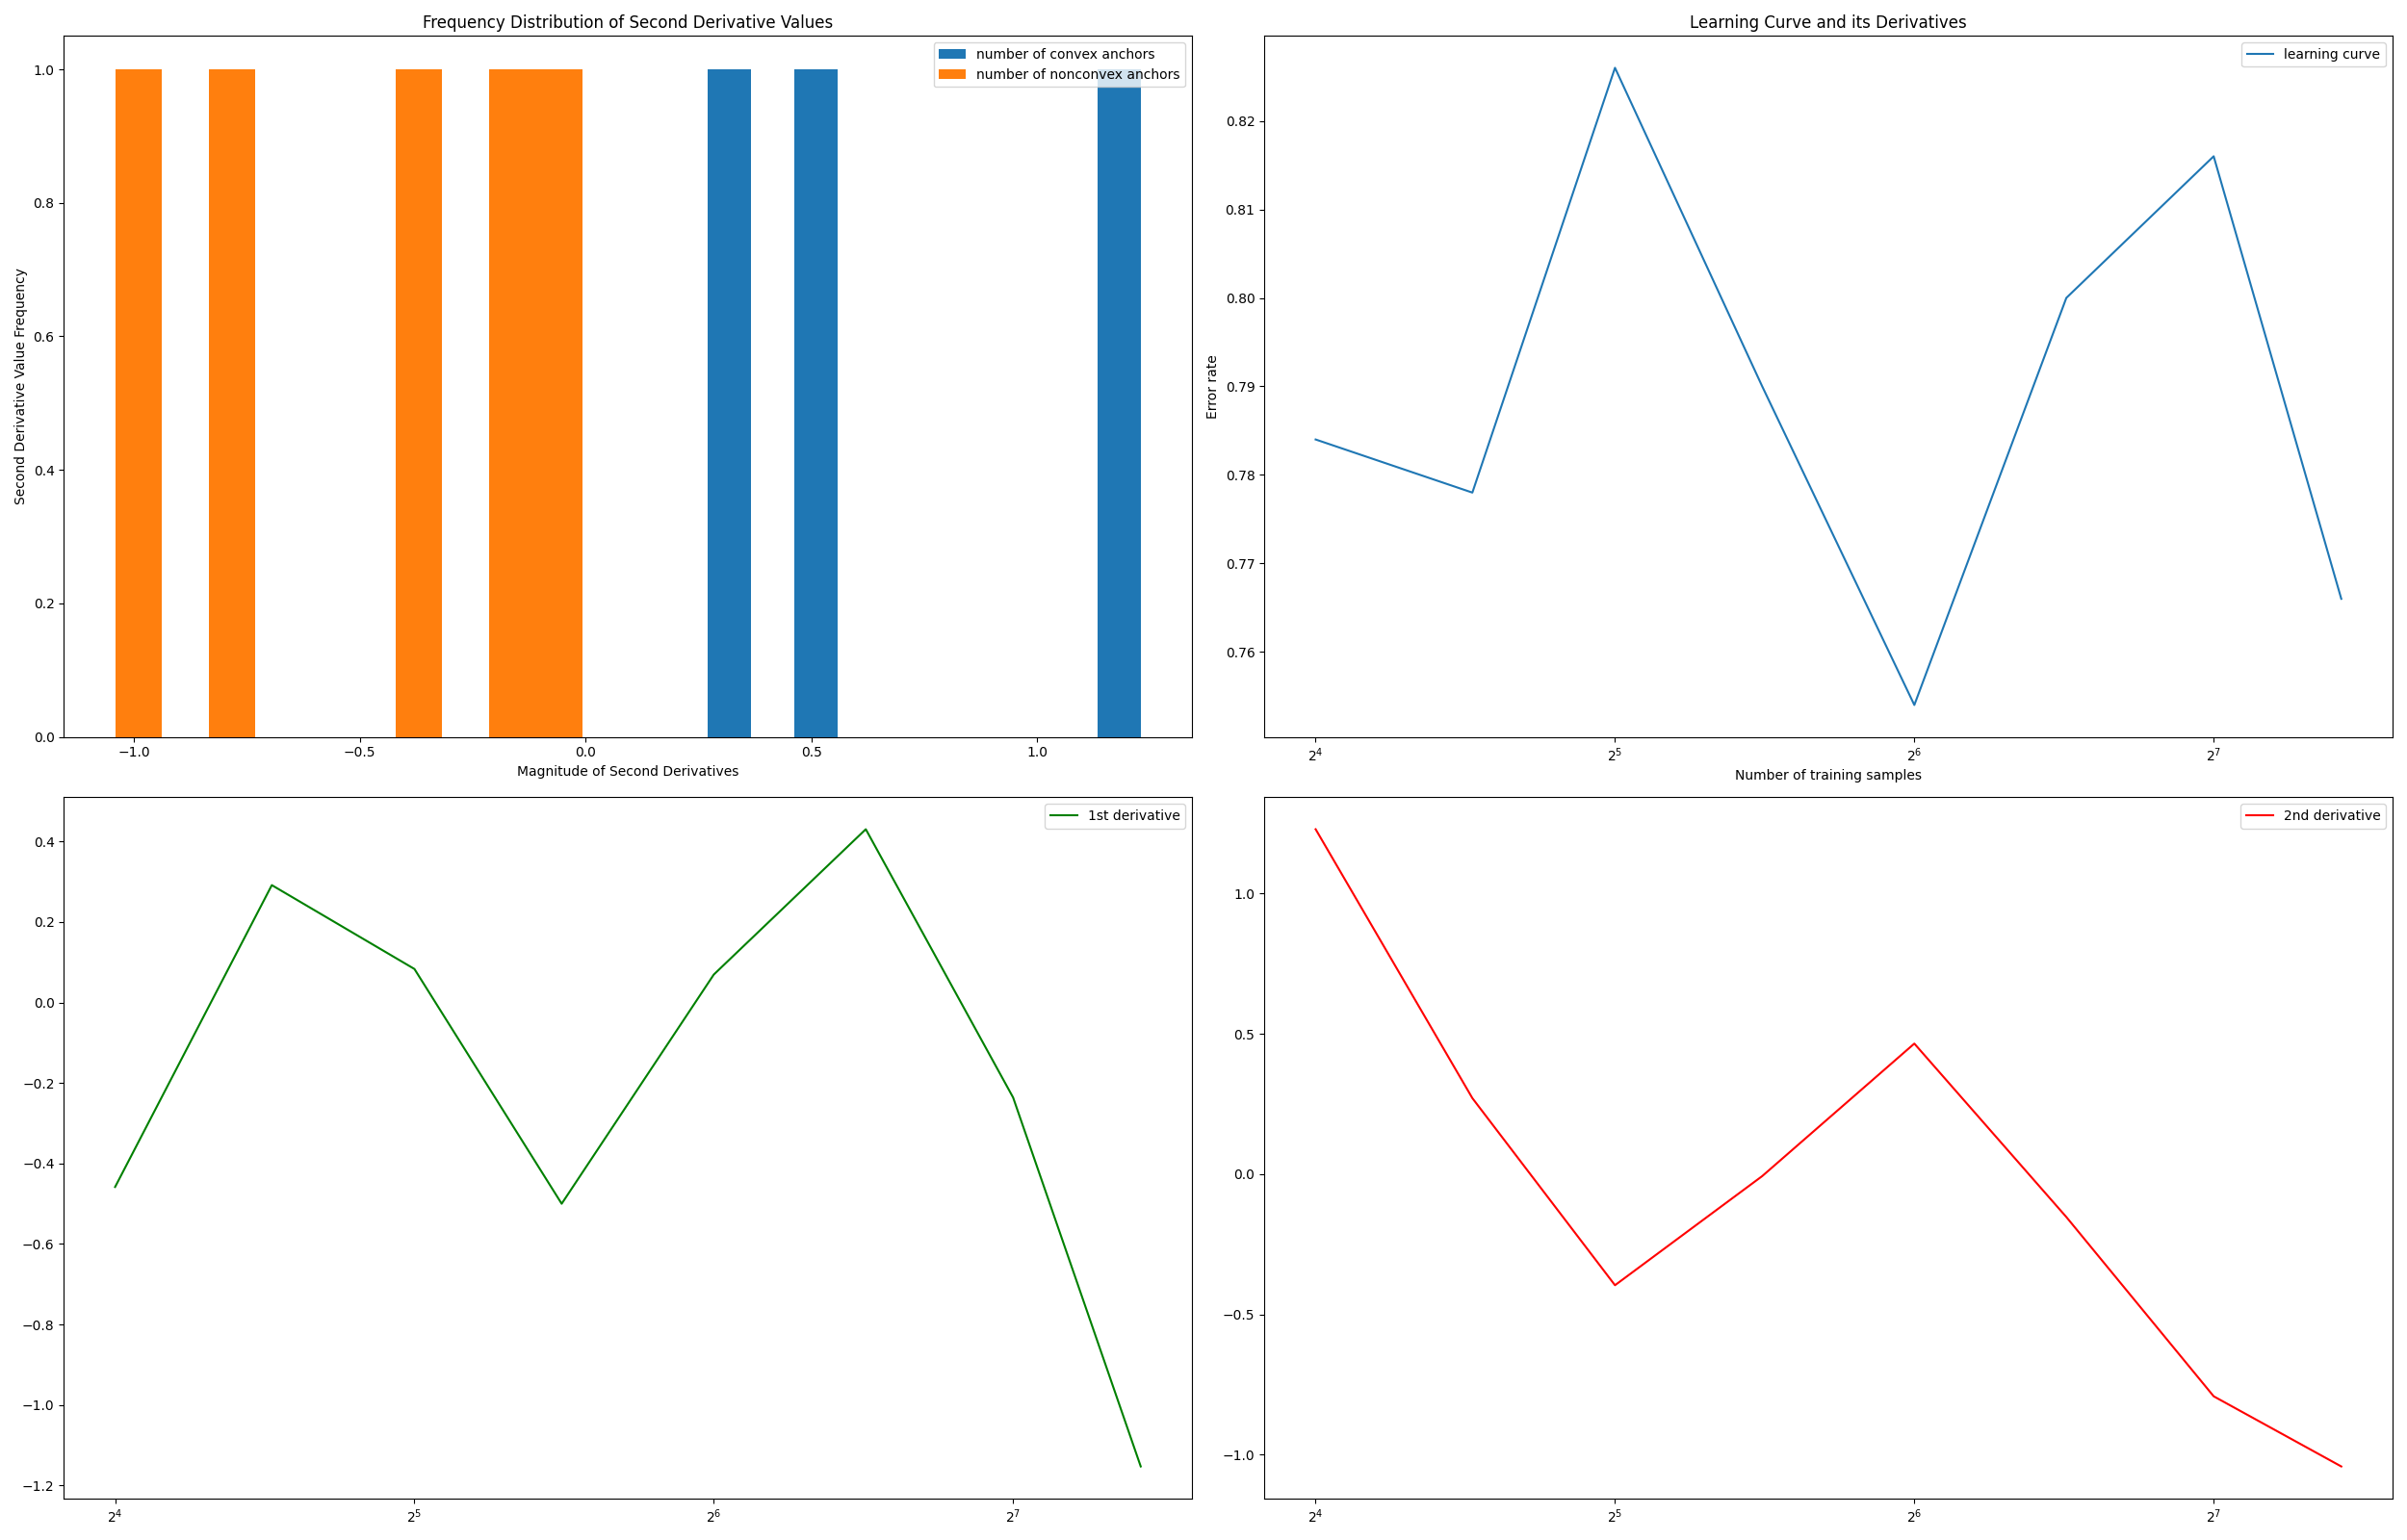 Frequency Distribution of Second Derivative Values
number of convex anchors
number of nonconvex anchors
Second Derivative Value Frequency
1.0
0.8
0.6
0.4
0.2
0.0
−1.0 −0.5 0.0 0.5 1.0
Magnitude of Second Derivatives
Learning Curve and its Derivatives
learning curve
Error rate
0.82
0.81
0.80
0.79
0.78
0.77
0.76
2⁴ 2⁵ 2⁶ 2⁷
Number of training samples
1st derivative
0.4
0.2
0.0
−0.2
−0.4
−0.6
−0.8
−1.0
−1.2
2⁴ 2⁵ 2⁶ 2⁷
2nd derivative
1.0
0.5
0.0
−0.5
−1.0
2⁴ 2⁵ 2⁶ 2⁷